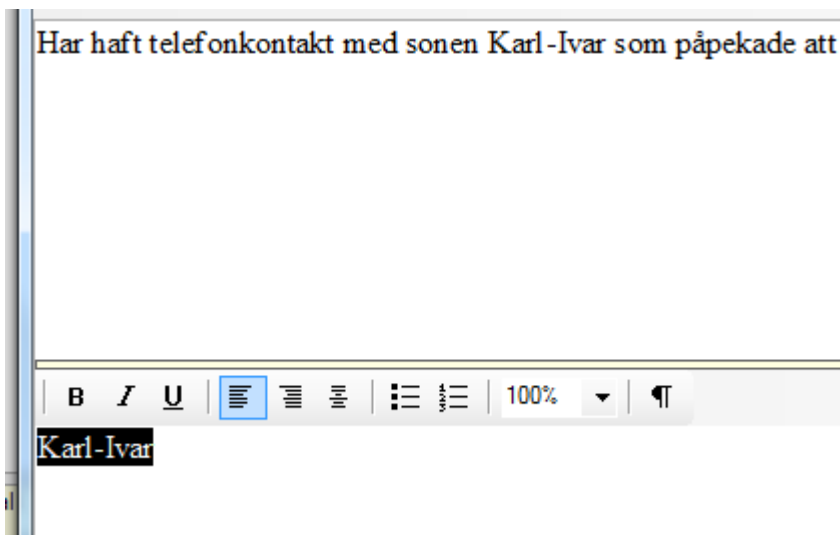 Har haft telefonkontakt med sonen Karl-Ivar som påpekade att
B I U 100% ¶
Karl-Ivar